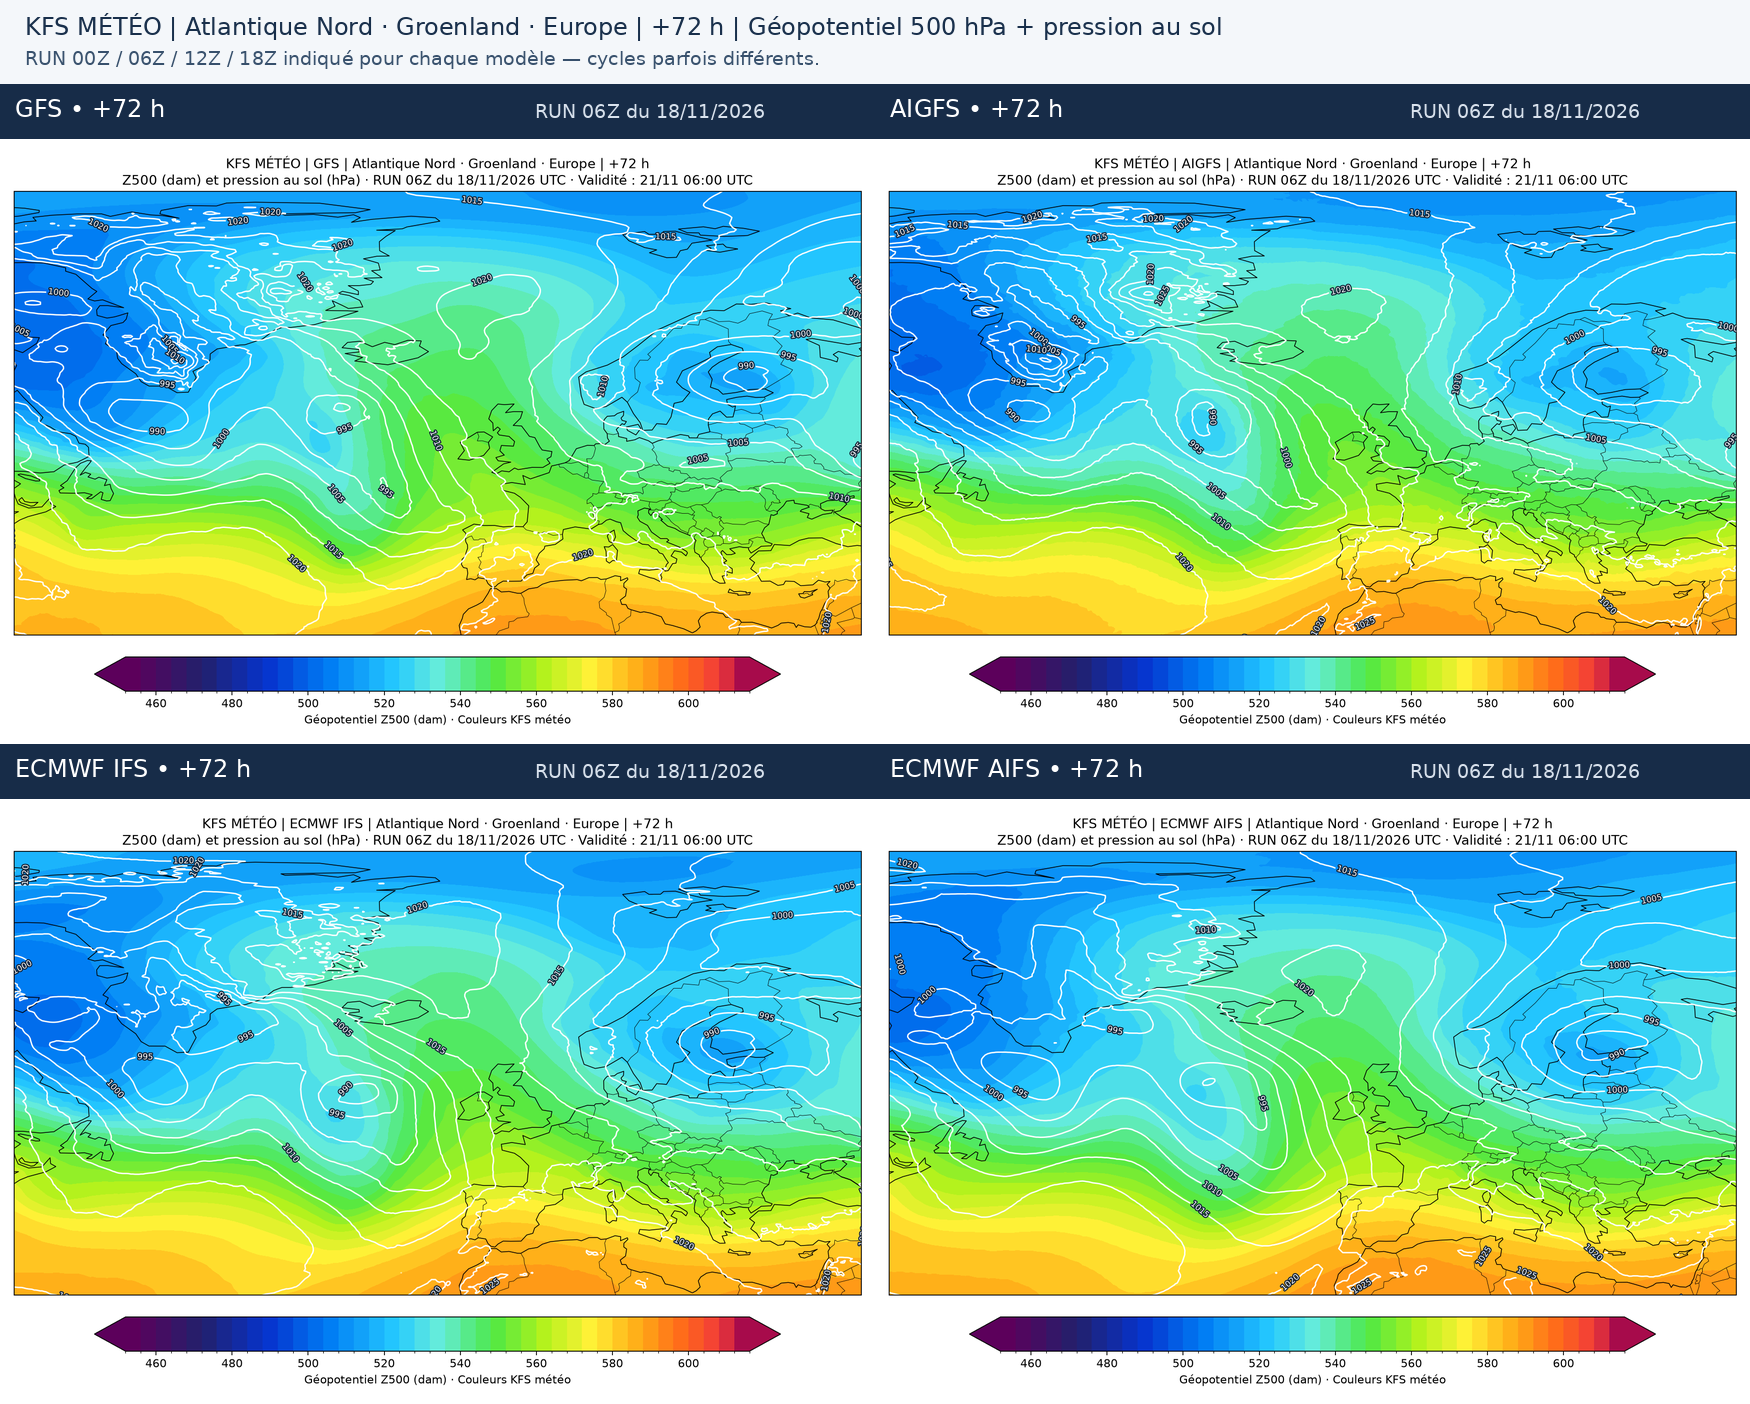 KFS MÉTÉO | Atlantique Nord · Groenland · Europe | +72 h | Géopotentiel 500 hPa + pression au sol
RUN 00Z / 06Z / 12Z / 18Z indiqué pour chaque modèle — cycles parfois différents.
GFS • +72 h
RUN 06Z du 18/11/2026
AIGFS • +72 h
RUN 06Z du 18/11/2026
KFS MÉTÉO | GFS | Atlantique Nord · Groenland · Europe | +72 h
Z500 (dam) et pression au sol (hPa) · RUN 06Z du 18/11/2026 UTC · Validité : 21/11 06:00 UTC
KFS MÉTÉO | AIGFS | Atlantique Nord · Groenland · Europe | +72 h
Z500 (dam) et pression au sol (hPa) · RUN 06Z du 18/11/2026 UTC · Validité : 21/11 06:00 UTC
460 480 500 520 540 560 580 600
Géopotentiel Z500 (dam) · Couleurs KFS météo
460 480 500 520 540 560 580 600
Géopotentiel Z500 (dam) · Couleurs KFS météo
ECMWF IFS • +72 h
RUN 06Z du 18/11/2026
ECMWF AIFS • +72 h
RUN 06Z du 18/11/2026
KFS MÉTÉO | ECMWF IFS | Atlantique Nord · Groenland · Europe | +72 h
Z500 (dam) et pression au sol (hPa) · RUN 06Z du 18/11/2026 UTC · Validité : 21/11 06:00 UTC
KFS MÉTÉO | ECMWF AIFS | Atlantique Nord · Groenland · Europe | +72 h
Z500 (dam) et pression au sol (hPa) · RUN 06Z du 18/11/2026 UTC · Validité : 21/11 06:00 UTC
460 480 500 520 540 560 580 600
Géopotentiel Z500 (dam) · Couleurs KFS météo
460 480 500 520 540 560 580 600
Géopotentiel Z500 (dam) · Couleurs KFS météo